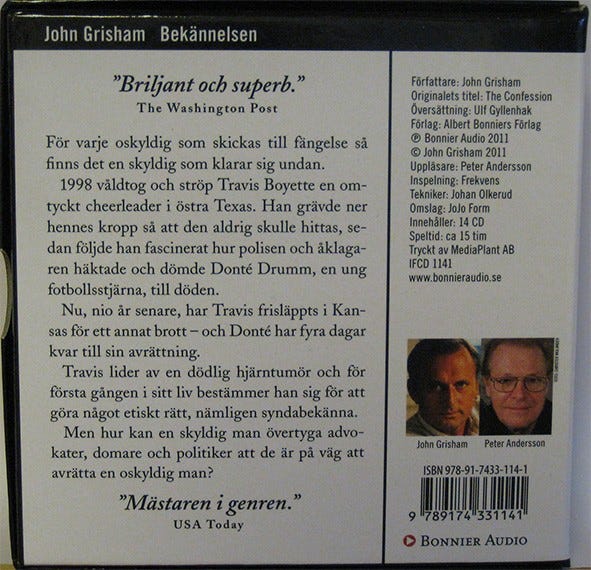 John Grisham Bekännelsen
”Briljant och superb.”
The Washington Post
För varje oskyldig som skickas till fängelse så
finns det en skyldig som klarar sig undan.
1998 våldtog och ströp Travis Boyette en om-
tyckt cheerleader i östra Texas. Han grävde ner
hennes kropp så att den aldrig skulle hittas, se-
dan följde han fascinerat hur polisen och åklaga-
ren häktade och dömde Donté Drumm, en ung
fotbollsstjärna, till döden.
Nu, nio år senare, har Travis frisläppts i Kan-
sas för ett annat brott – och Donté har fyra dagar
kvar till sin avrättning.
Travis lider av en dödlig hjärntumör och för
första gången i sitt liv bestämmer han sig för att
göra något etiskt rätt, nämligen syndabekänna.
Men hur kan en skyldig man övertyga advo-
kater, domare och politiker att de är på väg att
avrätta en oskyldig man?
”Mästaren i genren.”
USA Today
Författare: John Grisham
Originalets titel: The Confession
Översättning: Ulf Gyllenhak
Förlag: Albert Bonniers Förlag
℗ Bonnier Audio 2011
© John Grisham 2011
Uppläsare: Peter Andersson
Inspelning: Frekvens
Tekniker: Johan Olkerud
Omslag: JoJo Form
Innehåller: 14 CD
Speltid: ca 15 tim
Tryckt av MediaPlant AB
IFCD 1141
www.bonnieraudio.se
John Grisham
Peter Andersson
ISBN 978-91-7433-114-1
9 789174 331141
BONNIER AUDIO